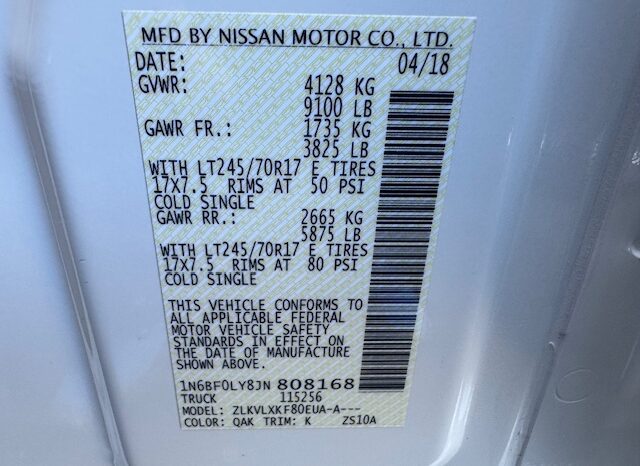 MFD BY NISSAN MOTOR CO., LTD.
DATE: 04/18
GVWR: 4128 KG
9100 LB
GAWR FR.: 1735 KG
3825 LB
WITH LT245/70R17 E TIRES
17X7.5 RIMS AT 50 PSI
COLD SINGLE
GAWR RR.: 2665 KG
5875 LB
WITH LT245/70R17 E TIRES
17X7.5 RIMS AT 80 PSI
COLD SINGLE
THIS VEHICLE CONFORMS TO
ALL APPLICABLE FEDERAL
MOTOR VEHICLE SAFETY
STANDARDS IN EFFECT ON
THE DATE OF MANUFACTURE
SHOWN ABOVE.
1N6BF0LY8JN 808168
TRUCK 115256
MODEL: ZLKVLXKF80EUA-A---
COLOR: QAK TRIM: K ZS10A